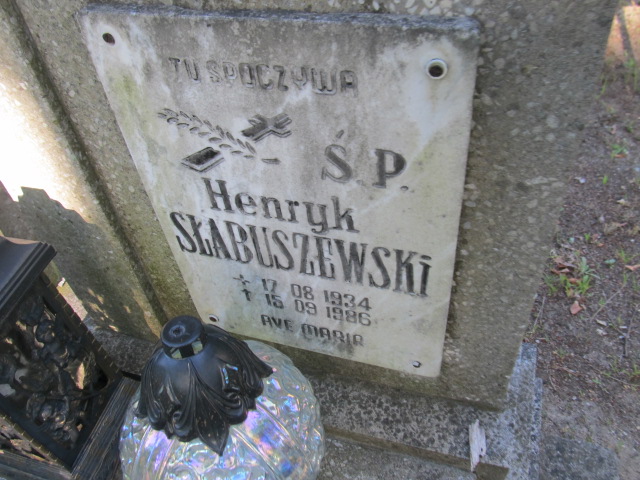 TU SPOCZYWA
Ś.P.
Henryk
SŁABUSZEWSKi
* 17 08 1934
† 15 09 1986
AVE MARIA